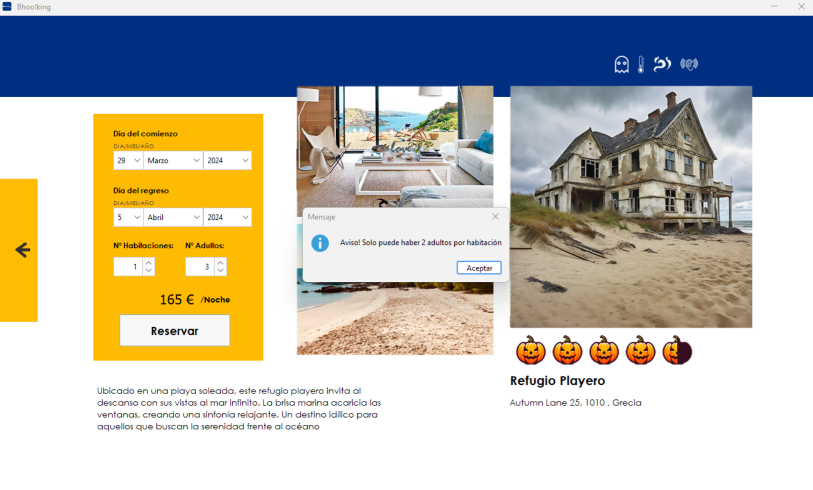 Bhoo!king
Día del comienzo
DIA/MES/AÑO
29 Marzo 2024
Día del regreso
DIA/MES/AÑO
5 Abril 2024
Nº Habitaciones: Nº Adultos:
1 3
165 € /Noche
Reservar
Mensaje
Aviso! Solo puede haber 2 adultos por habitación
Aceptar
Ubicado en una playa soleada, este refugio playero invita al
descanso con sus vistas al mar infinito. La brisa marina acaricia las
ventanas, creando una sinfonía relajante. Un destino idílico para
aquellos que buscan la serenidad frente al océano
Refugio Playero
Autumn Lane 25, 1010 . Grecia